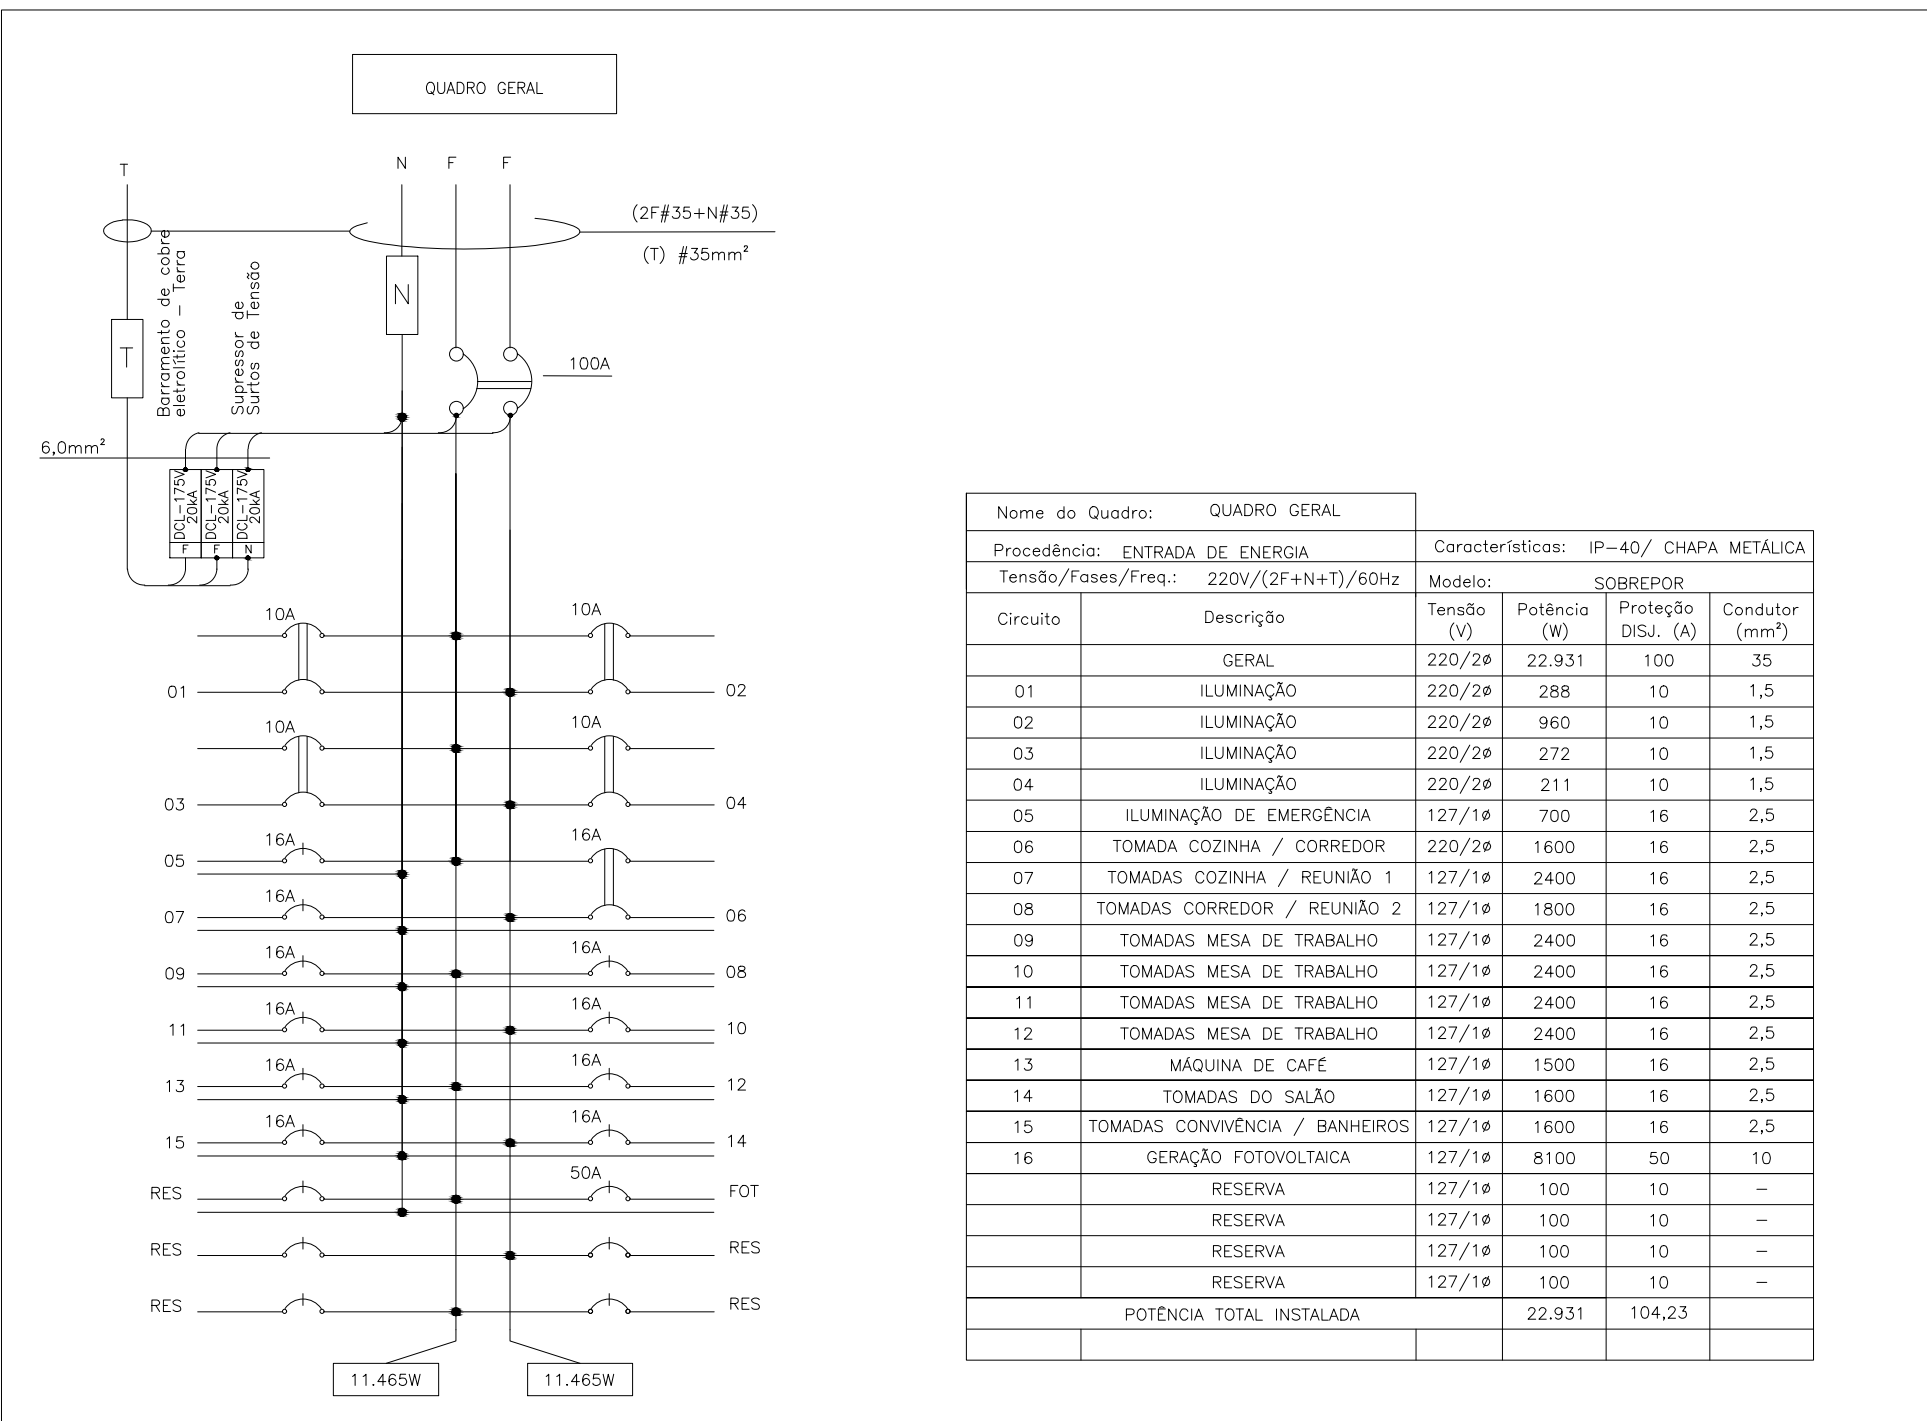 QUADRO GERAL
T
N F F
(2F#35+N#35)
(T) #35mm²
Barramento de cobre
eletrolítico - Terra
Supressor de
Surtos de Tensão
N
T
100A
6,0mm²
DCL-175V
20kA
DCL-175V
20kA
DCL-175V
20kA
F F N
10A 10A
01 02
10A 10A
03 04
16A 16A
05
16A
07 06
16A 16A
09 08
16A 16A
11 10
16A 16A
13 12
16A 16A
15 14
50A
RES FOT
RES RES
RES RES
11.465W 11.465W
Nome do Quadro: QUADRO GERAL
Procedência: ENTRADA DE ENERGIA Características: IP-40/ CHAPA METÁLICA
Tensão/Fases/Freq.: 220V/(2F+N+T)/60Hz Modelo: SOBREPOR
Circuito Descrição Tensão (V) Potência (W) Proteção DISJ. (A) Condutor (mm²)
GERAL 220/2ø 22.931 100 35
01 ILUMINAÇÃO 220/2ø 288 10 1,5
02 ILUMINAÇÃO 220/2ø 960 10 1,5
03 ILUMINAÇÃO 220/2ø 272 10 1,5
04 ILUMINAÇÃO 220/2ø 211 10 1,5
05 ILUMINAÇÃO DE EMERGÊNCIA 127/1ø 700 16 2,5
06 TOMADA COZINHA / CORREDOR 220/2ø 1600 16 2,5
07 TOMADAS COZINHA / REUNIÃO 1 127/1ø 2400 16 2,5
08 TOMADAS CORREDOR / REUNIÃO 2 127/1ø 1800 16 2,5
09 TOMADAS MESA DE TRABALHO 127/1ø 2400 16 2,5
10 TOMADAS MESA DE TRABALHO 127/1ø 2400 16 2,5
11 TOMADAS MESA DE TRABALHO 127/1ø 2400 16 2,5
12 TOMADAS MESA DE TRABALHO 127/1ø 2400 16 2,5
13 MÁQUINA DE CAFÉ 127/1ø 1500 16 2,5
14 TOMADAS DO SALÃO 127/1ø 1600 16 2,5
15 TOMADAS CONVIVÊNCIA / BANHEIROS 127/1ø 1600 16 2,5
16 GERAÇÃO FOTOVOLTAICA 127/1ø 8100 50 10
RESERVA 127/1ø 100 10 -
RESERVA 127/1ø 100 10 -
RESERVA 127/1ø 100 10 -
RESERVA 127/1ø 100 10 -
POTÊNCIA TOTAL INSTALADA 22.931 104,23